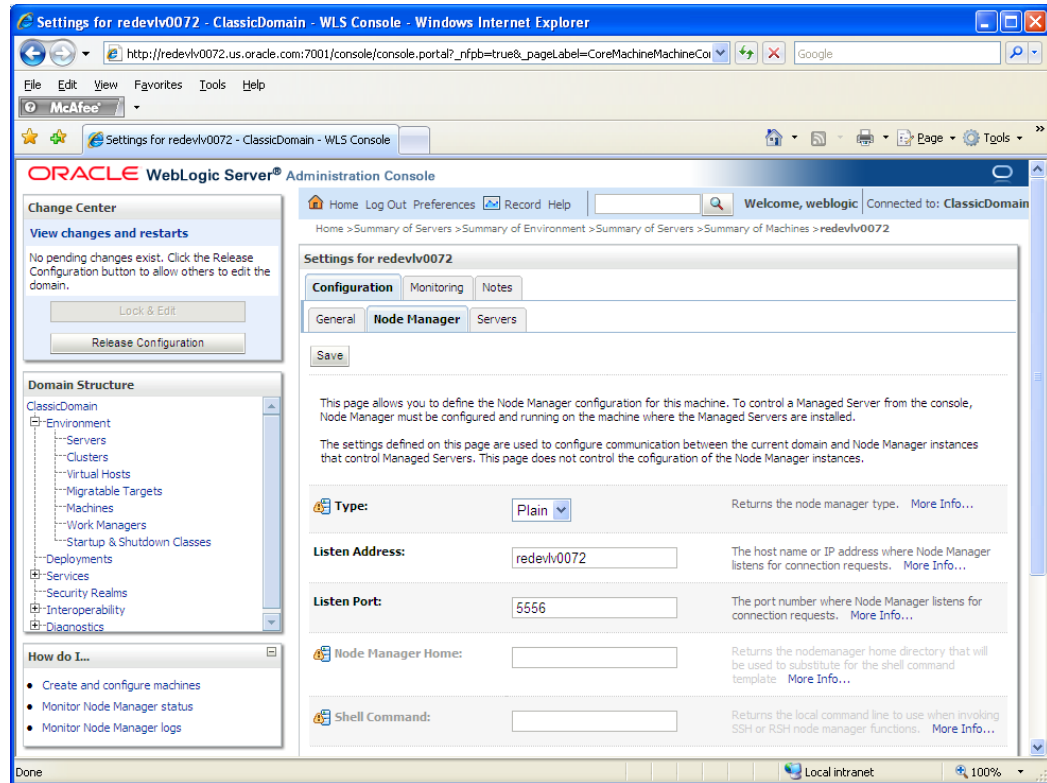 Settings for redevlv0072 - ClassicDomain - WLS Console - Windows Internet Explorer
http://redevlv0072.us.oracle.com:7001/console/console.portal?_nfpb=true&_pageLabel=CoreMachineMachineCo
Google
File Edit View Favorites Tools Help
McAfee
Settings for redevlv0072 - ClassicDomain - WLS Console
Page Tools
ORACLE WebLogic Server® Administration Console
Change Center
View changes and restarts
No pending changes exist. Click the Release
Configuration button to allow others to edit the
domain.
Lock & Edit
Release Configuration
Domain Structure
ClassicDomain
Environment
Servers
Clusters
Virtual Hosts
Migratable Targets
Machines
Work Managers
Startup & Shutdown Classes
Deployments
Services
Security Realms
Interoperability
Diagnostics
How do I...
Create and configure machines
Monitor Node Manager status
Monitor Node Manager logs
Home Log Out Preferences Record Help
Welcome, weblogic Connected to: ClassicDomain
Home >Summary of Servers >Summary of Environment >Summary of Servers >Summary of Machines >redevlv0072
Settings for redevlv0072
Configuration Monitoring Notes
General Node Manager Servers
Save
This page allows you to define the Node Manager configuration for this machine. To control a Managed Server from the console,
Node Manager must be configured and running on the machine where the Managed Servers are installed.
The settings defined on this page are used to configure communication between the current domain and Node Manager instances
that control Managed Servers. This page does not control the cofiguration of the Node Manager instances.
Type: Plain Returns the node manager type. More Info...
Listen Address: redevlv0072 The host name or IP address where Node Manager
listens for connection requests. More Info...
Listen Port: 5556 The port number where Node Manager listens for
connection requests. More Info...
Node Manager Home: Returns the nodemanager home directory that will
be used to substitute for the shell command
template More Info...
Shell Command: Returns the local command line to use when invoking
SSH or RSH node manager functions. More Info...
Done Local intranet 100%